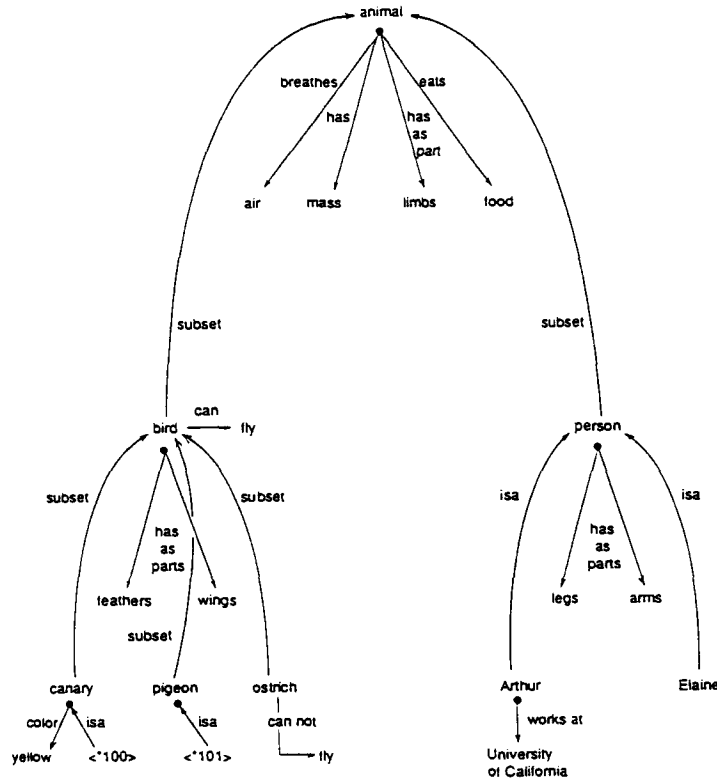 animal
breathes
eats
has
has
as
part
air
mass
limbs
food
subset
subset
can
bird
fly
person
subset
subset
isa
isa
has
as
parts
has
as
parts
feathers
wings
legs
arms
subset
canary
pigeon
ostrich
Arthur
Elaine
color
isa
isa
can not
works at
yellow
<*100>
<*101>
fly
University
of California